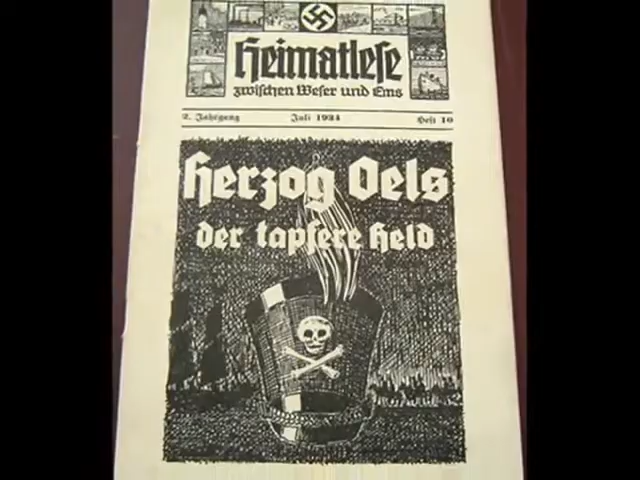 Heimatlese
zwischen Weser und Ems
2. Jahrgang Juli 1934 Heft 10
Herzog Oels
der tapfere Held